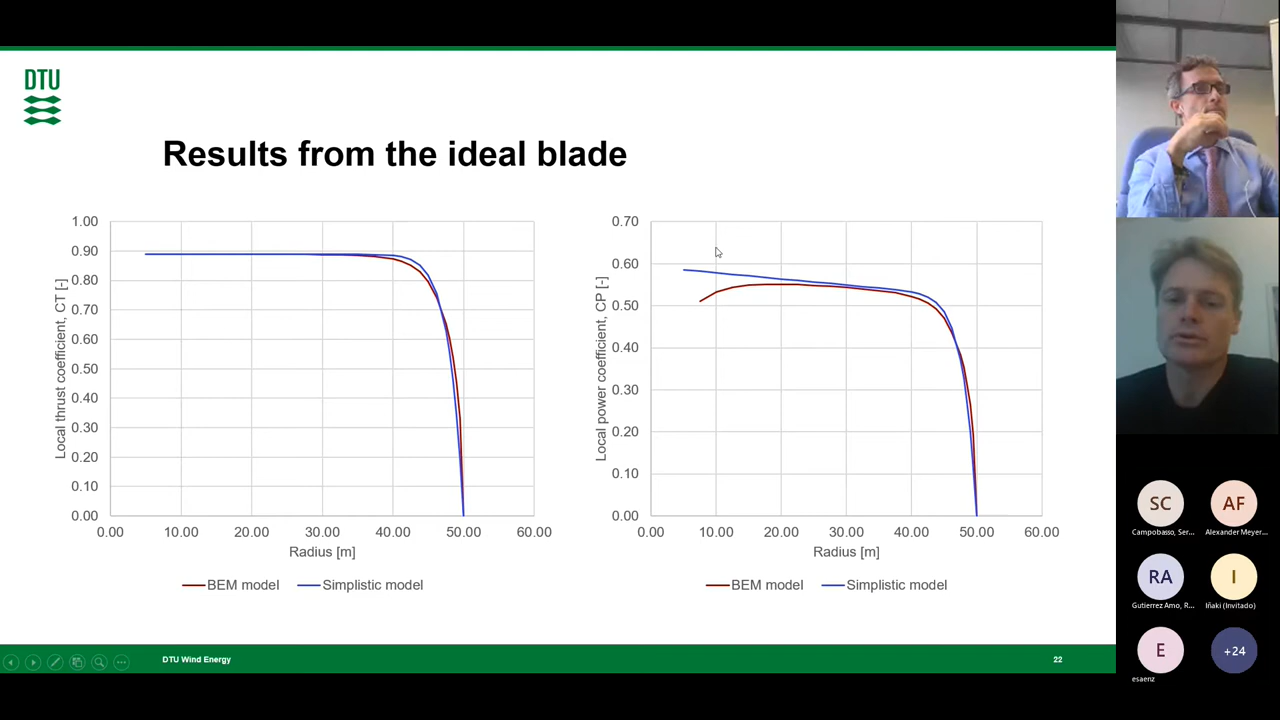 DTU
Results from the ideal blade
1.00
0.90
0.80
0.70
0.60
0.50
0.40
0.30
0.20
0.10
0.00
Local thrust coefficient, CT [-]
0.00 10.00 20.00 30.00 40.00 50.00 60.00
Radius [m]
BEM model Simplistic model
0.70
0.60
0.50
0.40
0.30
0.20
0.10
0.00
Local power coefficient, CP [-]
0.00 10.00 20.00 30.00 40.00 50.00 60.00
Radius [m]
BEM model Simplistic model
DTU Wind Energy
22
SC
Campobasso, Ser...
AF
Alexander Meyer...
RA
Gutierrez Amo, R...
I
Iñaki (Invitado)
E
esaenz
+24